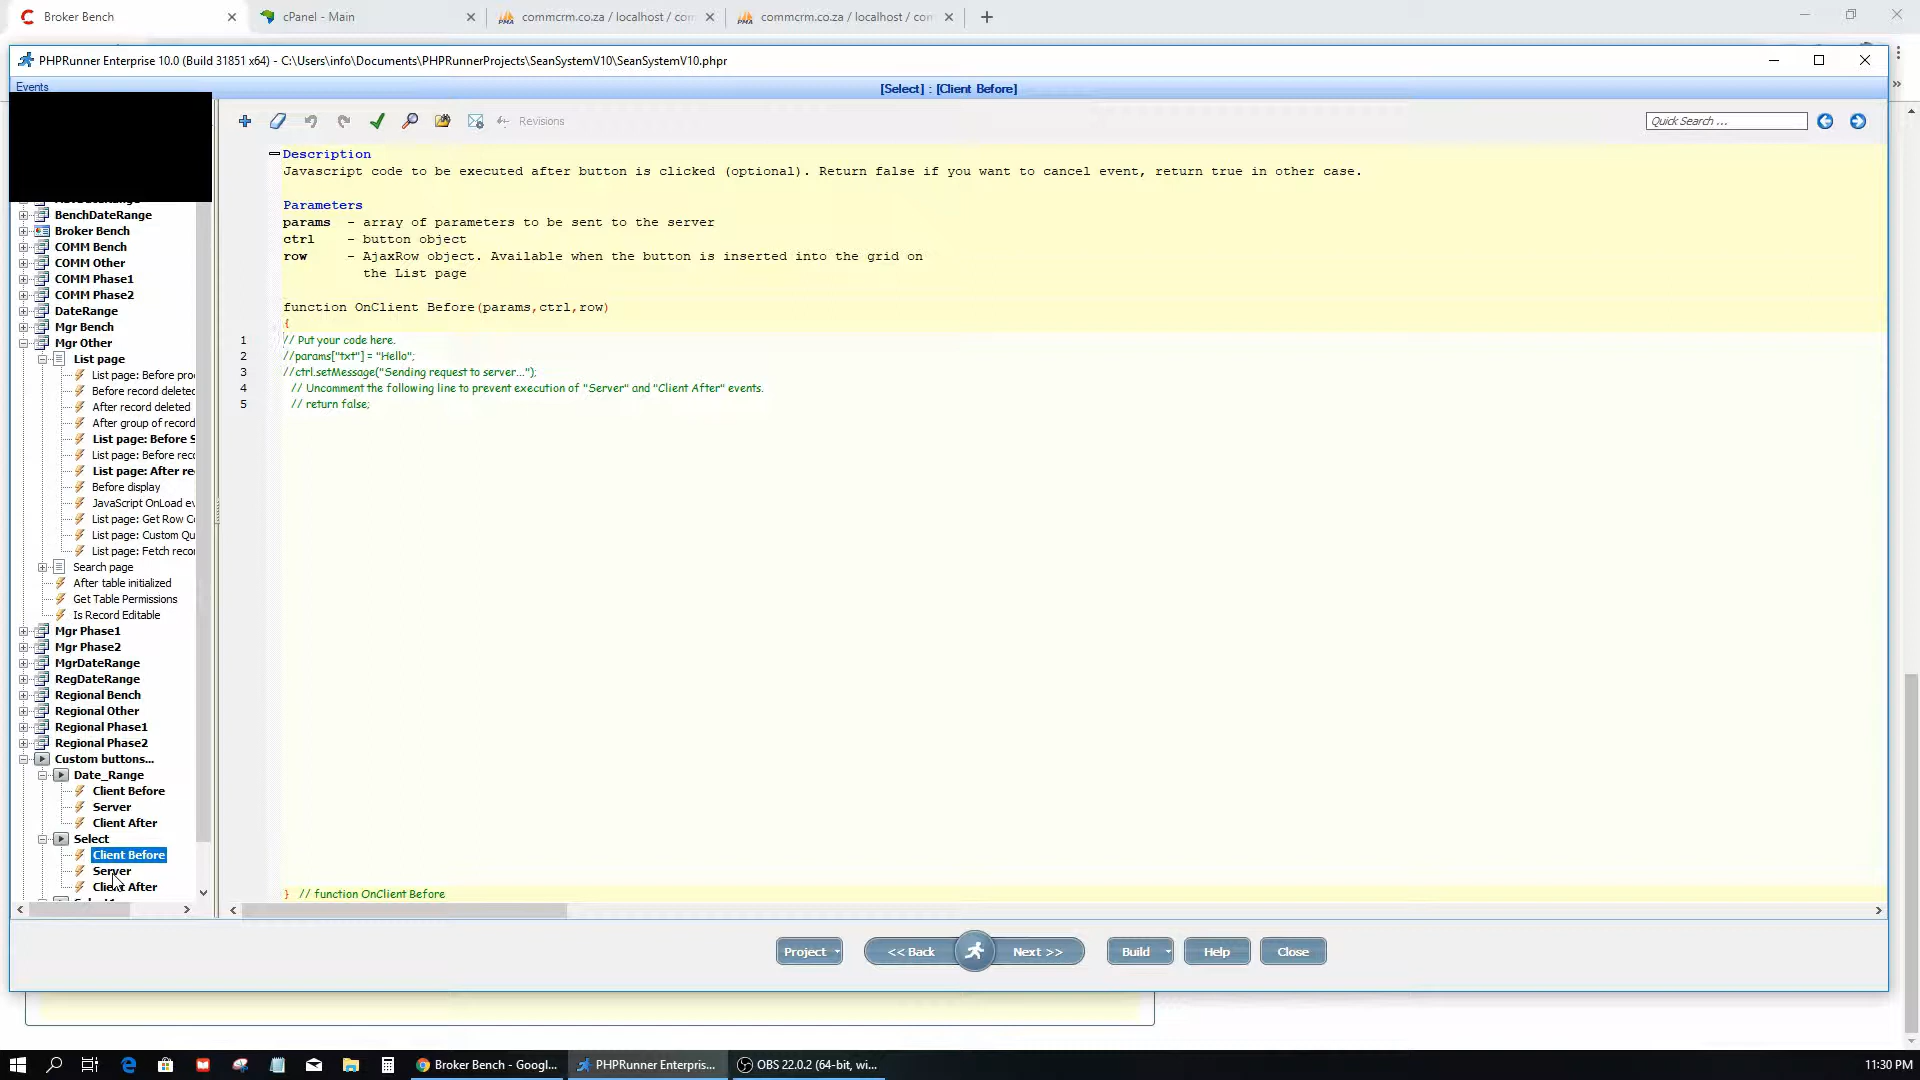 Broker Bench
cPanel - Main
commcrm.co.za / localhost / com
commcrm.co.za / localhost / con
PHPRunner Enterprise 10.0 (Build 31851 x64) - C:\Users\info\Documents\PHPRunnerProjects\SeanSystemV10\SeanSystemV10.phpr
Events
[Select] : [Client Before]
Revisions
Quick Search ...
BenchDateRange
Broker Bench
COMM Bench
COMM Other
COMM Phase1
COMM Phase2
DateRange
Mgr Bench
Mgr Other
List page
List page: Before pro
Before record deleted
After record deleted
After group of record
List page: Before S
List page: Before reco
List page: After re
Before display
JavaScript OnLoad ev
List page: Get Row C
List page: Custom Qu
List page: Fetch recor
Search page
After table initialized
Get Table Permissions
Is Record Editable
Mgr Phase1
Mgr Phase2
MgrDateRange
RegDateRange
Regional Bench
Regional Other
Regional Phase1
Regional Phase2
Custom buttons...
Date_Range
Client Before
Server
Client After
Select
Client Before
Server
Client After
Description
Javascript code to be executed after button is clicked (optional). Return false if you want to cancel event, return true in other case.
Parameters
params - array of parameters to be sent to the server
ctrl - button object
row - AjaxRow object. Available when the button is inserted into the grid on
the List page
function OnClient Before(params,ctrl,row)
{
1 // Put your code here.
2 //params["txt"] = "Hello";
3 //ctrl.setMessage("Sending request to server...");
4 // Uncomment the following line to prevent execution of "Server" and "Client After" events.
5 // return false;
} // function OnClient Before
Project
<< Back
Next >>
Build
Help
Close
Broker Bench - Googl...
PHPRunner Enterpris...
OBS 22.0.2 (64-bit, wi...
11:30 PM